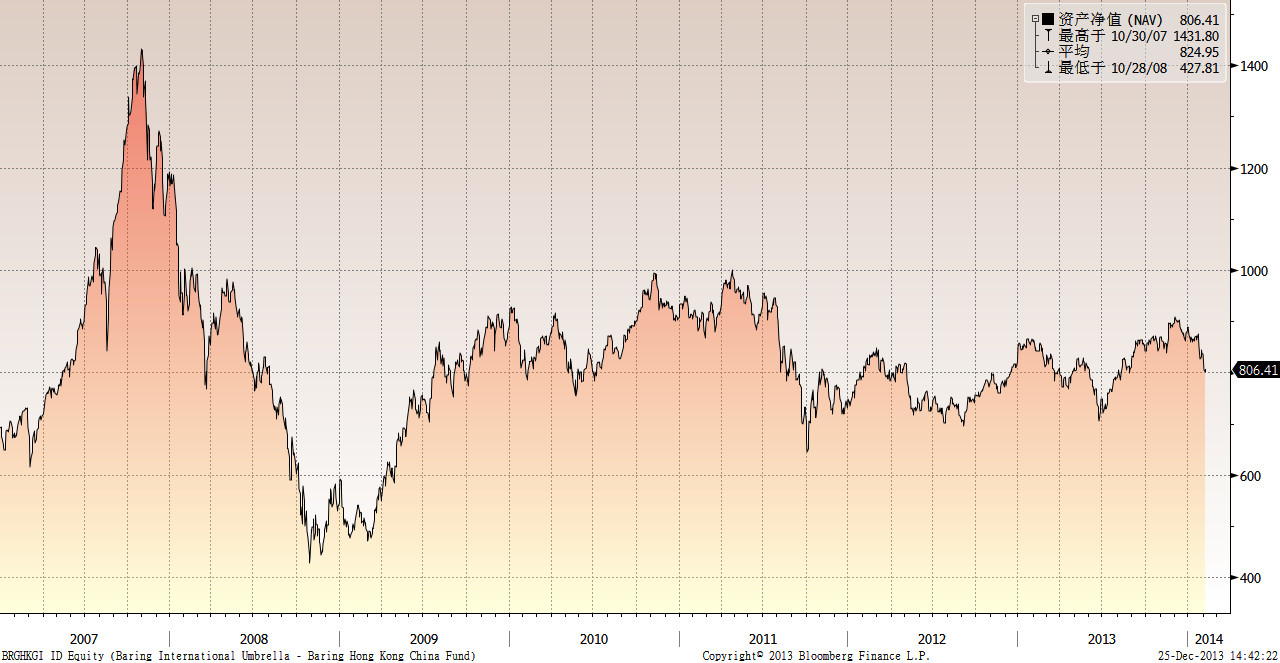 资产净值 (NAV) 806.41
最高于 10/30/07 1431.80
平均 824.95
最低于 10/28/08 427.81
1400
1200
1000
806.41
600
400
2007 2008 2009 2010 2011 2012 2013 2014
BRGHKGI ID Equity (Baring International Umbrella - Baring Hong Kong China Fund) Copyright© 2013 Bloomberg Finance L.P. 25-Dec-2013 14:42:22